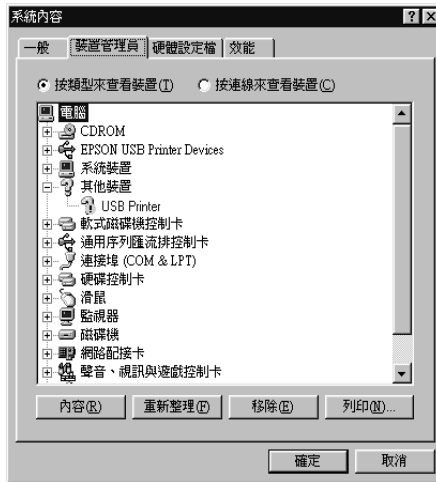 系統內容
一般 裝置管理員 硬體設定檔 效能
按類型來查看裝置(I) 按連線來查看裝置(C)
電腦
CDROM
EPSON USB Printer Devices
系統裝置
其他裝置
USB Printer
軟式磁碟機控制卡
通用序列匯流排控制卡
連接埠 (COM & LPT)
硬碟控制卡
滑鼠
監視器
磁碟機
網路配接卡
聲音、視訊與遊戲控制卡
內容(R) 重新整理(F) 移除(E) 列印(N)...
確定 取消